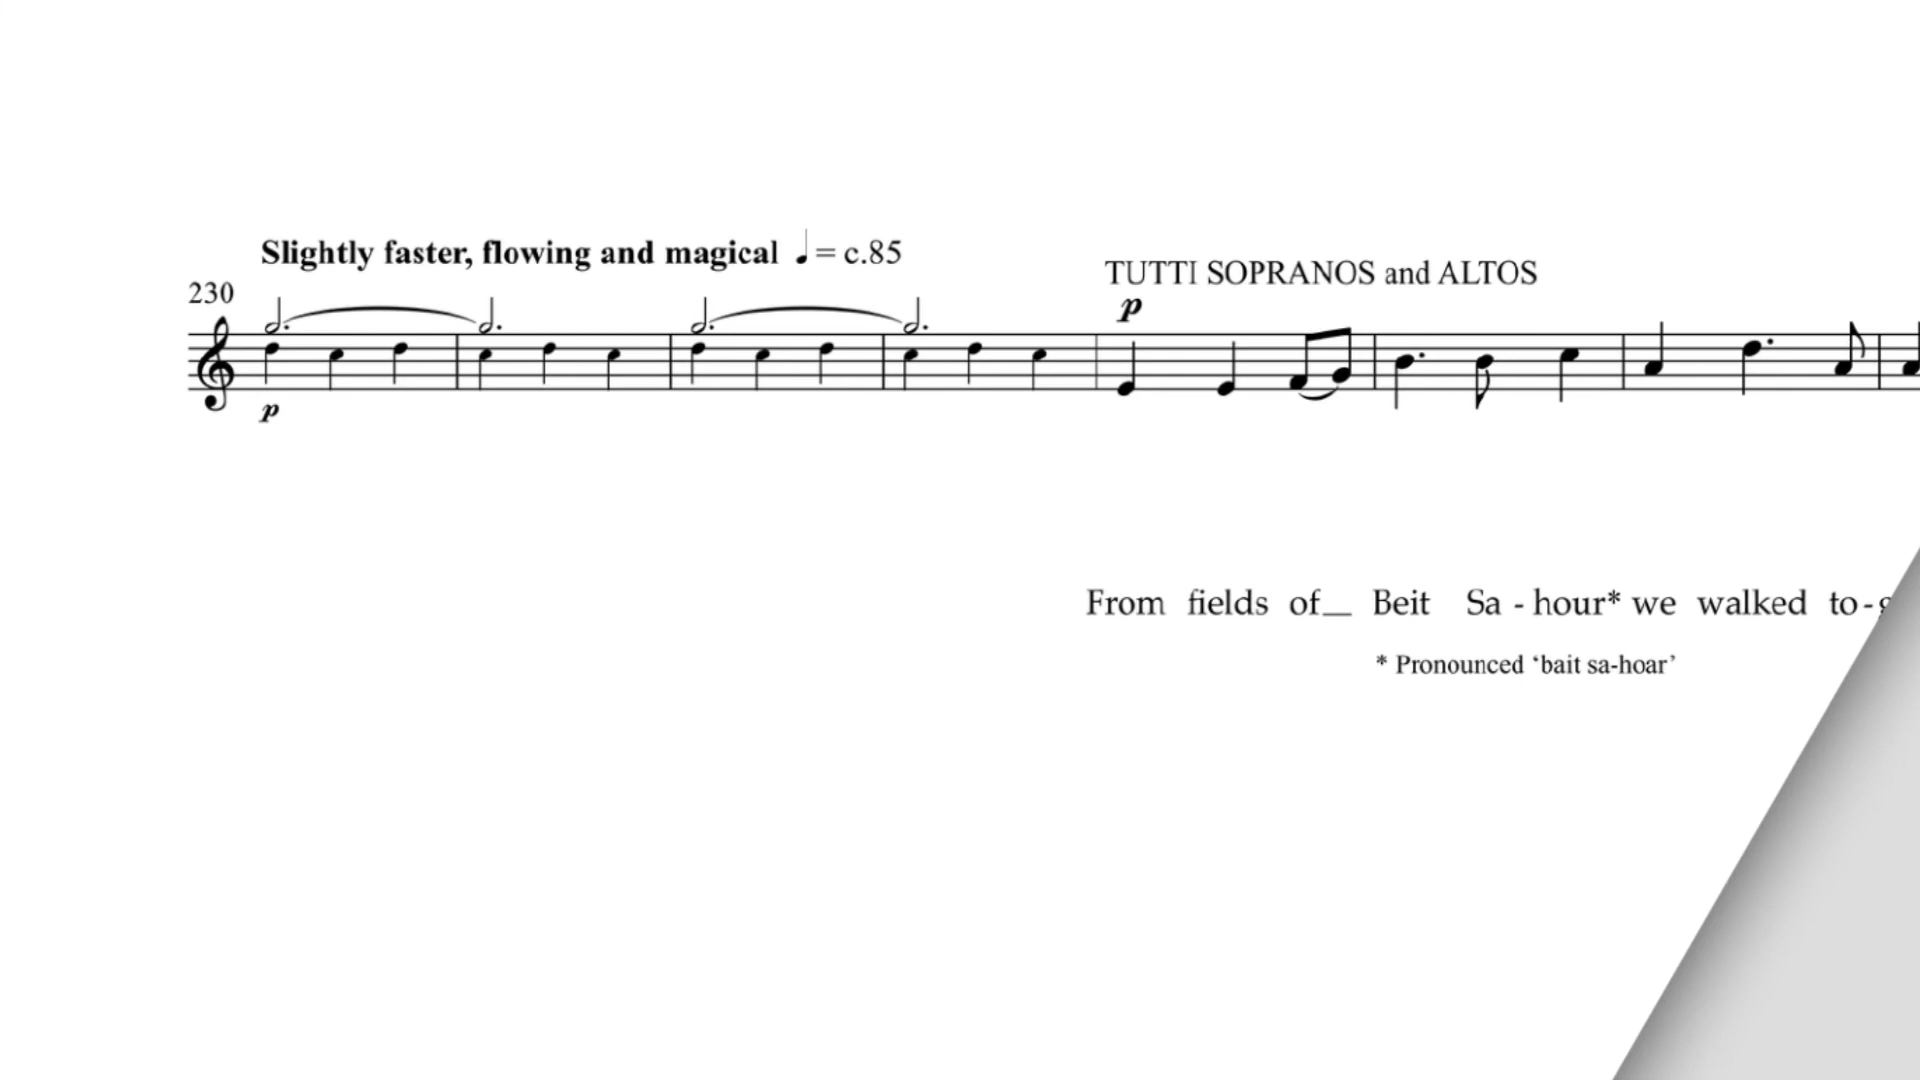 Slightly faster, flowing and magical ♩ = c.85
TUTTI SOPRANOS and ALTOS
230
p
p
From fields of__ Beit Sa - hour* we walked to-
* Pronounced ‘bait sa-hoar’